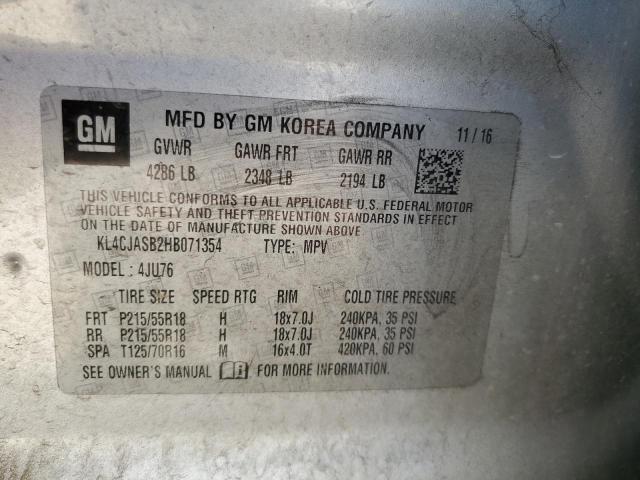 GM
MFD BY GM KOREA COMPANY 11/16
GVWR GAWR FRT GAWR RR
4286 LB 2348 LB 2194 LB
THIS VEHICLE CONFORMS TO ALL APPLICABLE U.S. FEDERAL MOTOR
VEHICLE SAFETY AND THEFT PREVENTION STANDARDS IN EFFECT
ON THE DATE OF MANUFACTURE SHOWN ABOVE
KL4CJASB2HB071354 TYPE: MPV
MODEL: 4JU76
TIRE SIZE SPEED RTG RIM COLD TIRE PRESSURE
FRT P215/55R18 H 18x7.0J 240KPA, 35 PSI
RR P215/55R18 H 18x7.0J 240KPA, 35 PSI
SPA T125/70R16 M 16x4.0T 420KPA, 60 PSI
SEE OWNER'S MANUAL FOR MORE INFORMATION.